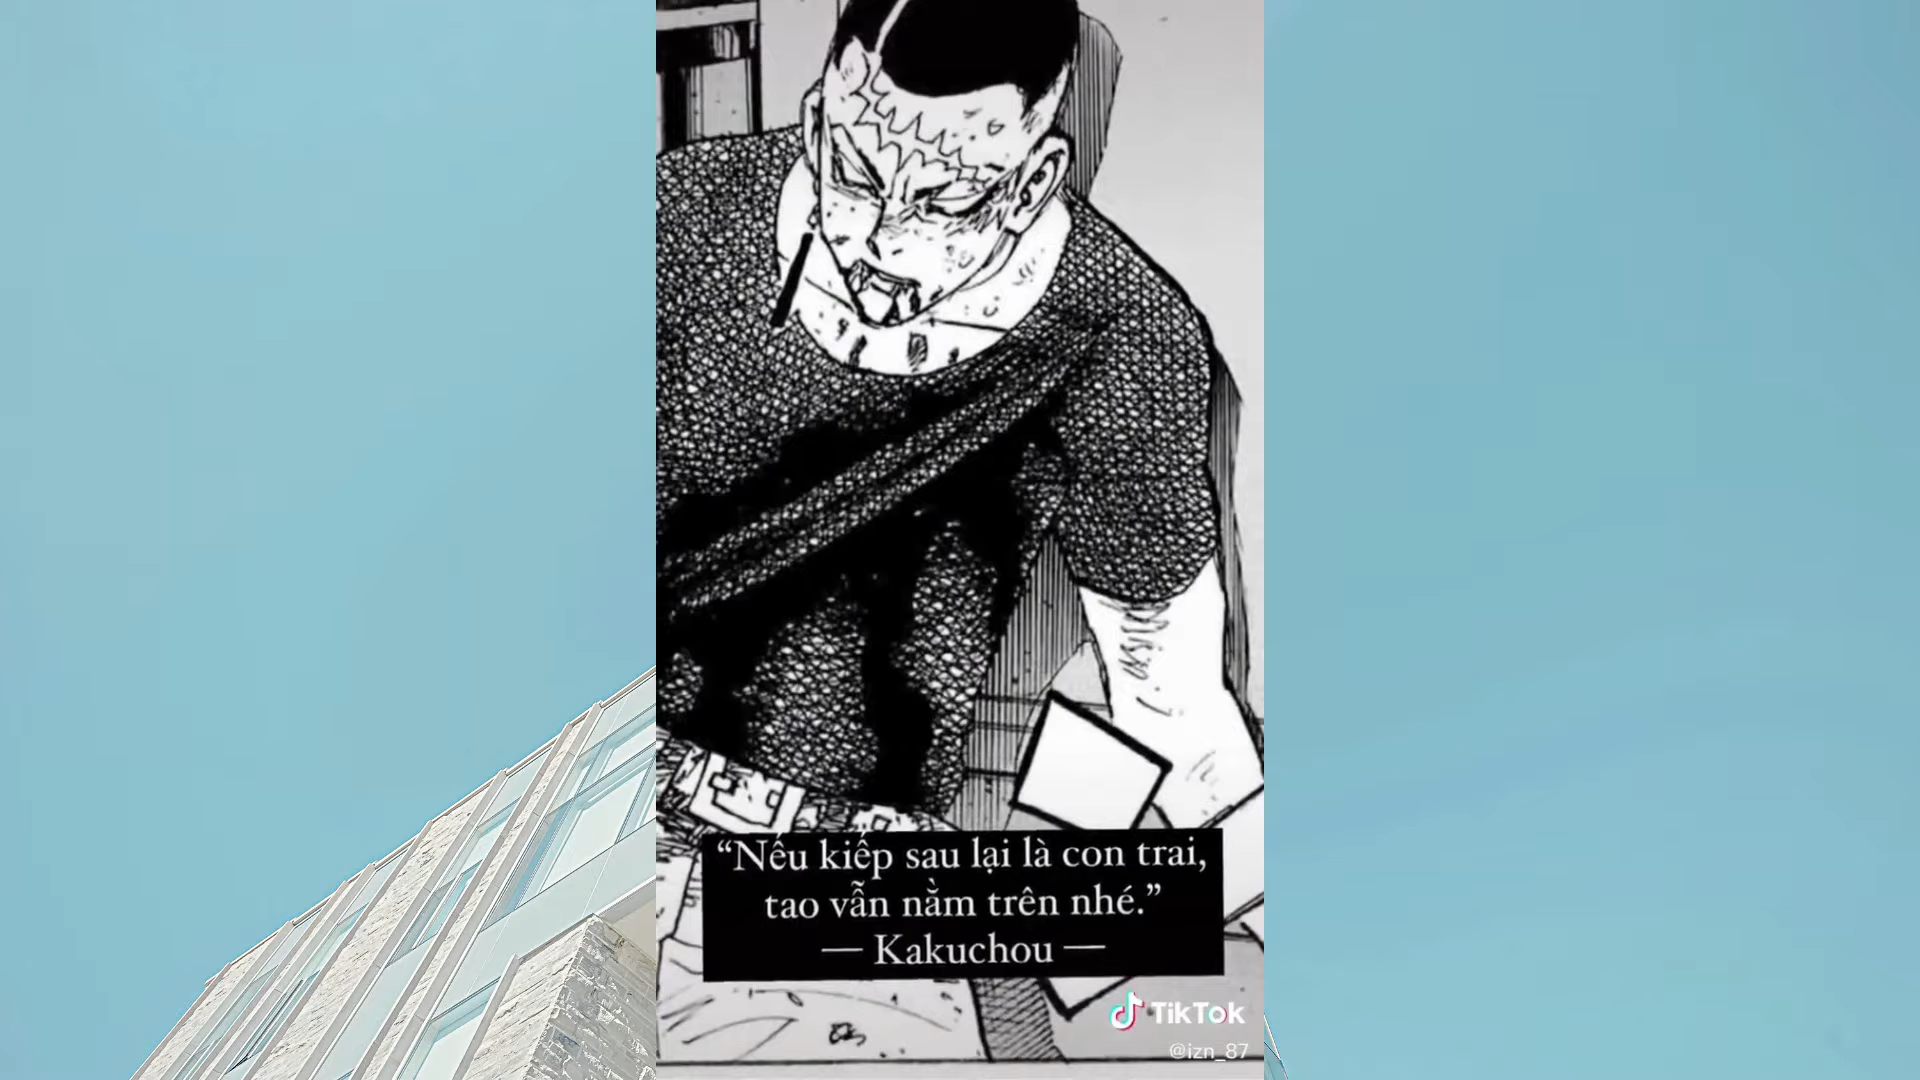 “Nếu kiếp sau lại là con trai,
tao vẫn nằm trên nhé.”
— Kakuchou —
TikTok
@izn_87